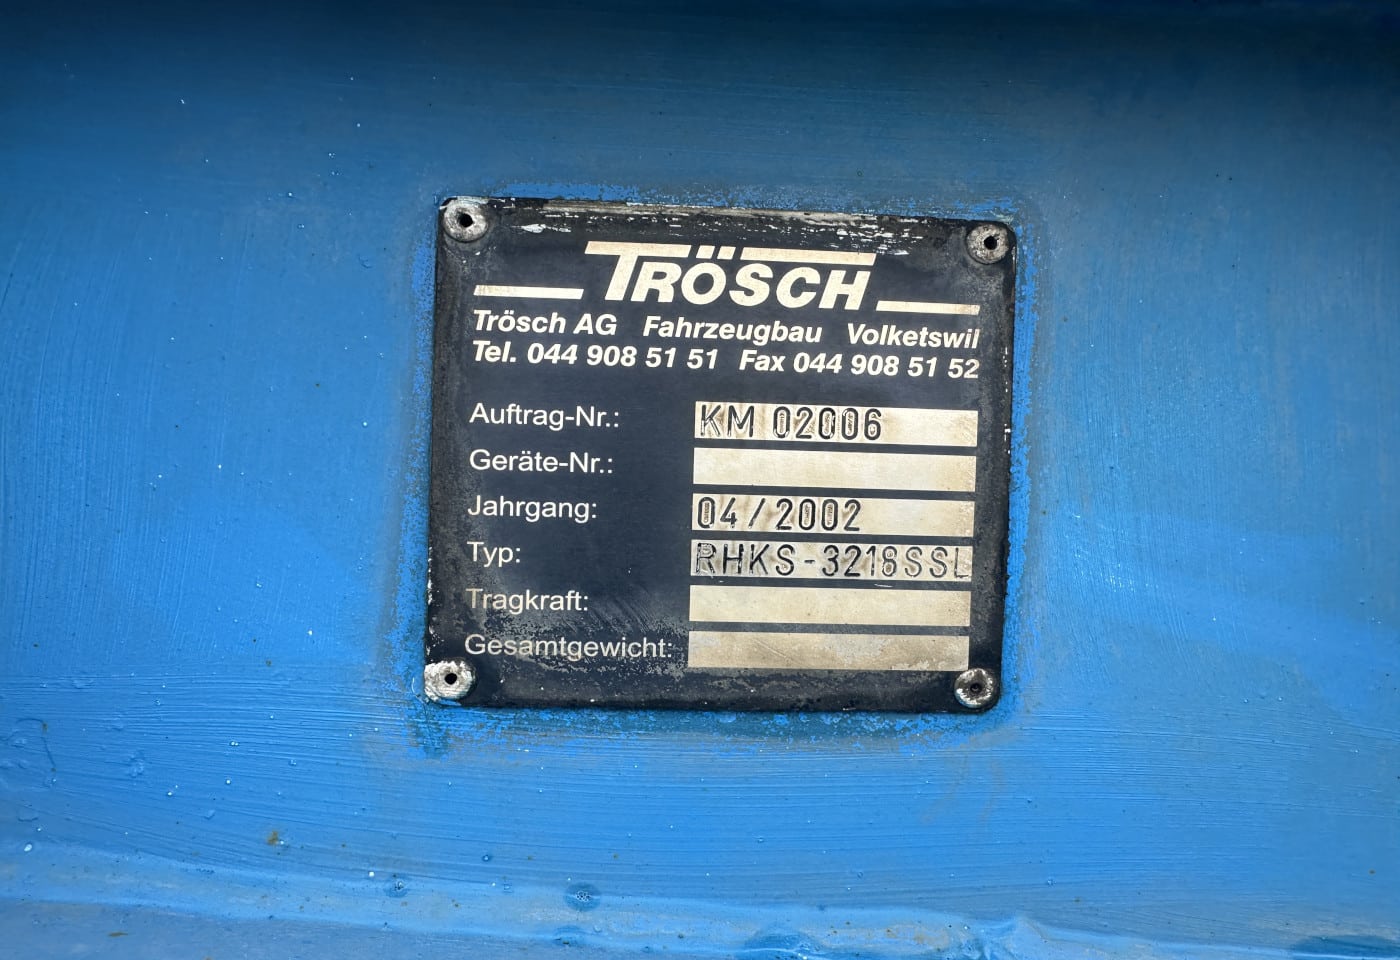 TRÖSCH
Trösch AG Fahrzeugbau Volketswil
Tel. 044 908 51 51 Fax 044 908 51 52
Auftrag-Nr.: KM 02006
Geräte-Nr.:
Jahrgang: 04/2002
Typ: RHKS-3218SSL
Tragkraft:
Gesamtgewicht: